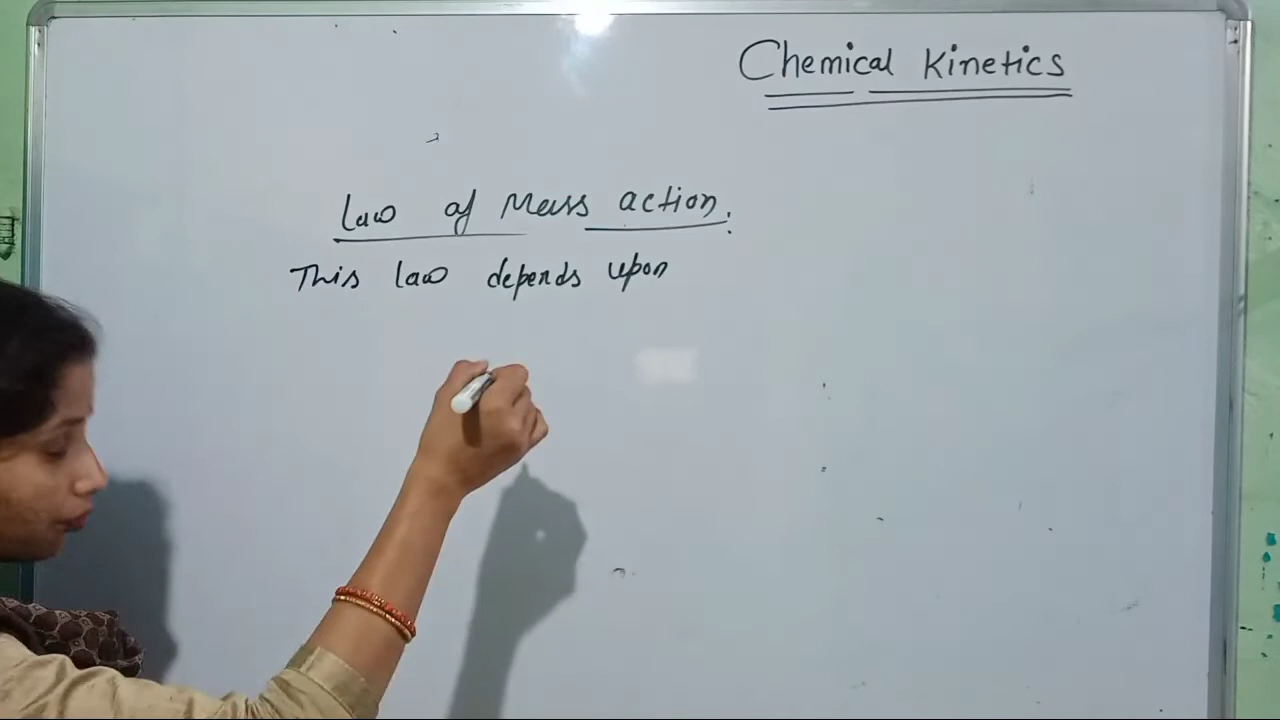 Chemical Kinetics
law of Mass action:
This law depends upon